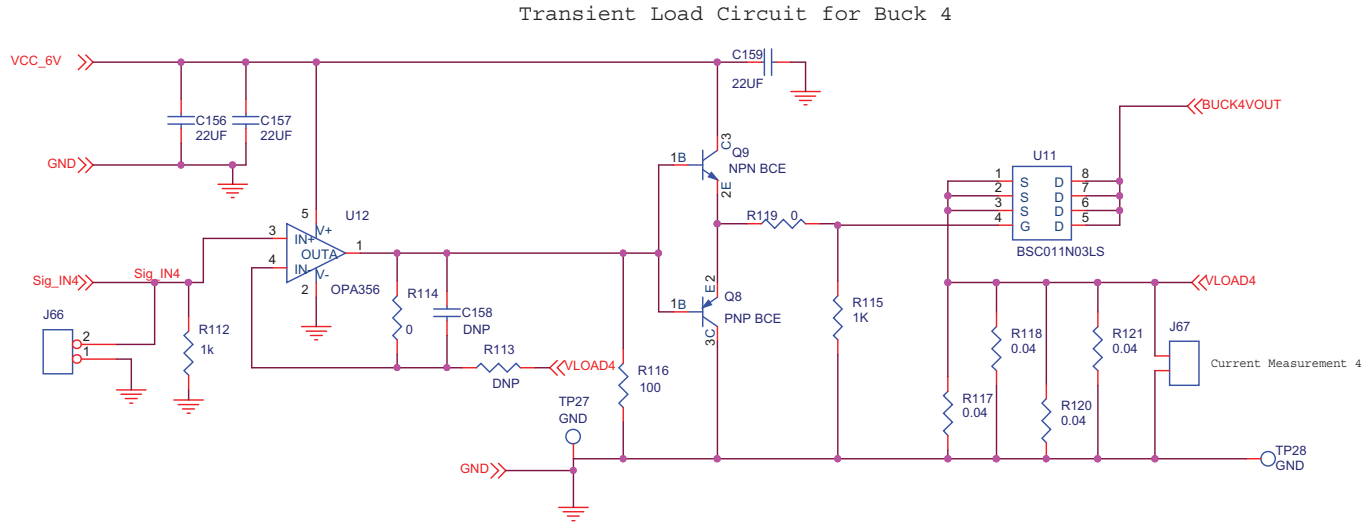 Transient Load Circuit for Buck 4
VCC_6V
C159
22UF
C156
22UF
C157
22UF
GND
BUCK4VOUT
C3
1B
Q9
NPN BCE
2E
U11
1
2
3
4
S
S
S
G
D
D
D
D
8
7
6
5
BSC011N03LS
R119 0
U12
5
V+
3
IN+
OUTA
1
4
IN-
V-
2
OPA356
Sig_IN4
Sig_IN4
J66
2
1
R112
1k
R114
0
C158
DNP
R113
DNP
VLOAD4
R116
100
E2
1B
Q8
PNP BCE
3C
R115
1K
VLOAD4
R118
0.04
R121
0.04
J67
Current Measurement 4
R117
0.04
R120
0.04
TP27
GND
GND
TP28
GND